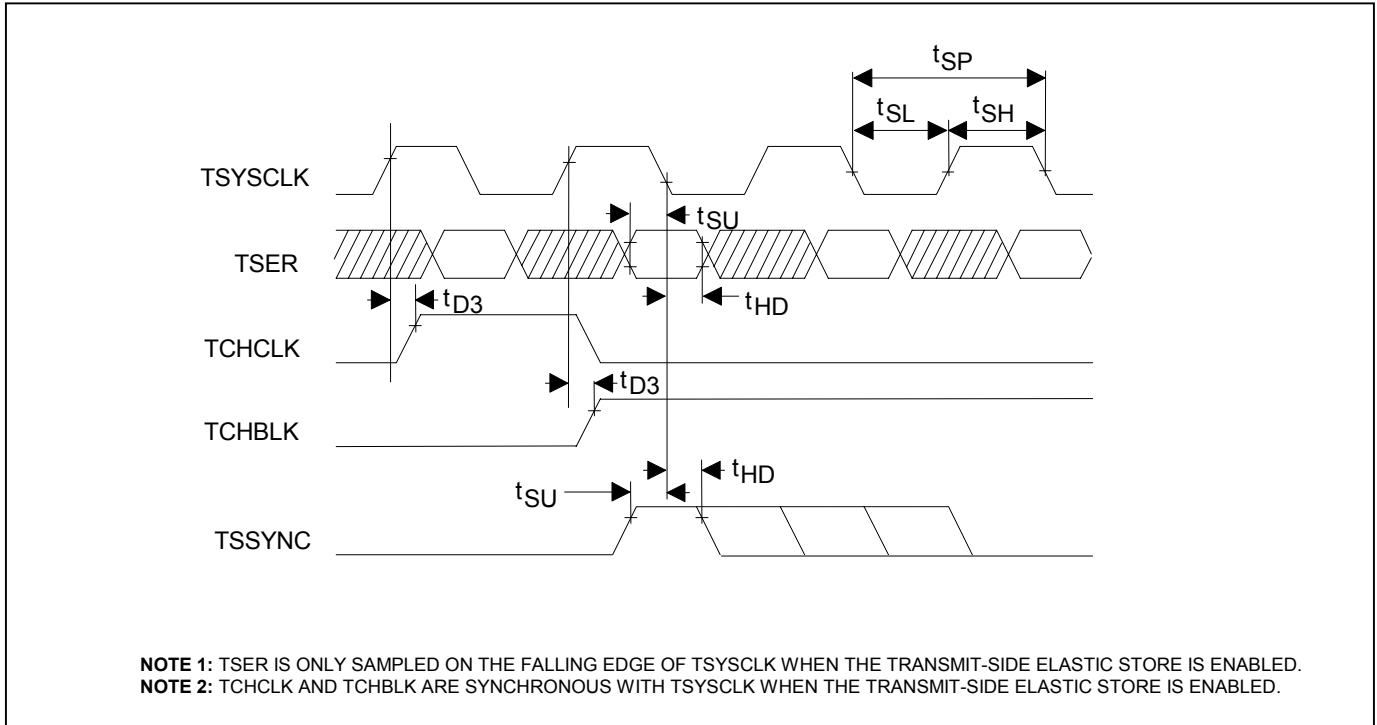 tSP
tSL tSH
TSYSCLK
tSU
TSER
tD3 tHD
TCHCLK
tD3
TCHBLK
tHD
tSU
TSSYNC
NOTE 1: TSER IS ONLY SAMPLED ON THE FALLING EDGE OF TSYSCLK WHEN THE TRANSMIT-SIDE ELASTIC STORE IS ENABLED.
NOTE 2: TCHCLK AND TCHBLK ARE SYNCHRONOUS WITH TSYSCLK WHEN THE TRANSMIT-SIDE ELASTIC STORE IS ENABLED.